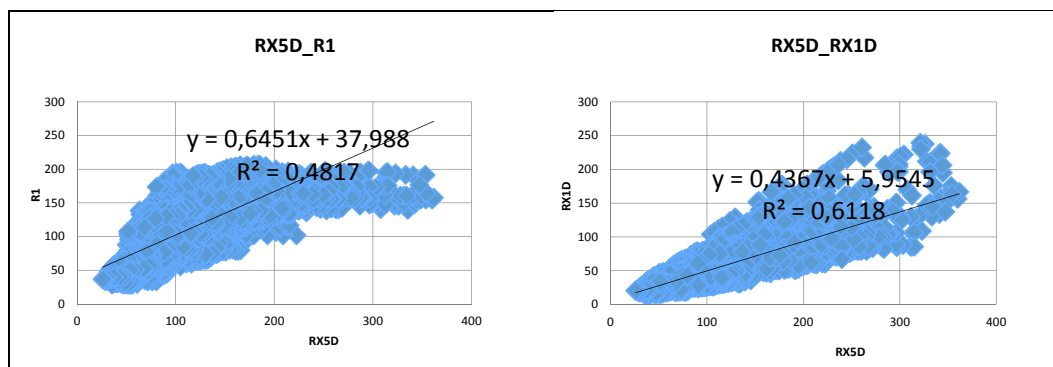 RX5D_R1
300
250
200
150
100
50
0
R1
y = 0,6451x + 37,988
R² = 0,4817
0 100 200 300 400
RX5D
RX5D_RX1D
300
250
200
150
100
50
0
RX1D
y = 0,4367x + 5,9545
R² = 0,6118
0 100 200 300 400
RX5D